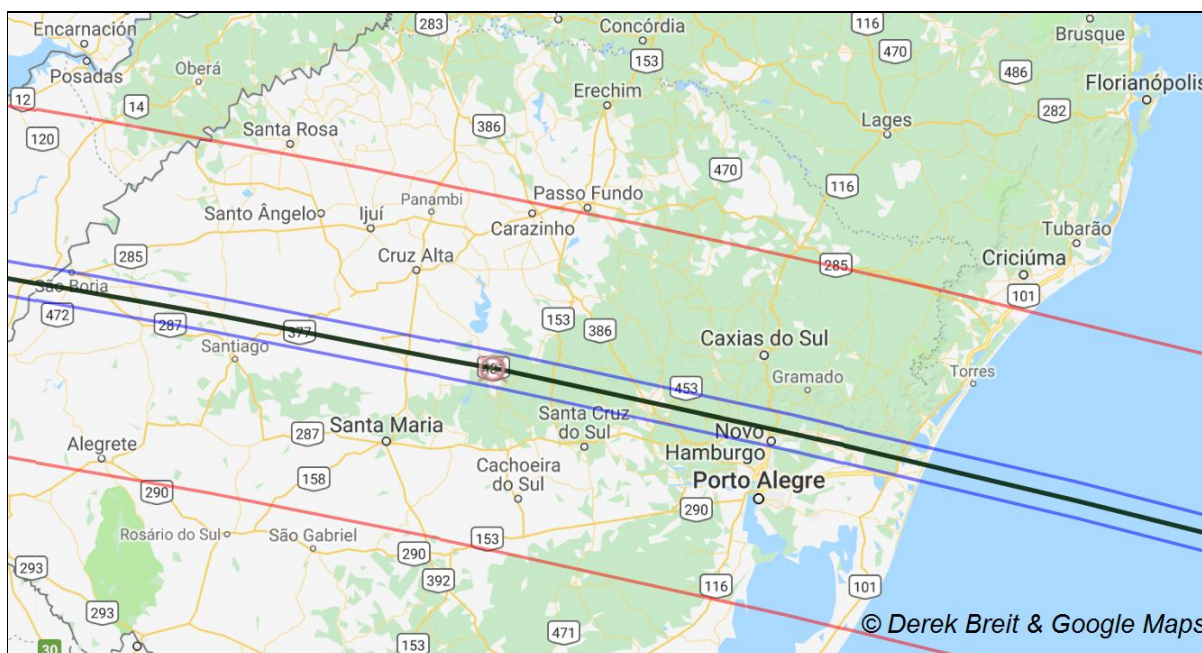 283
Concórdia
116
Brusque
Encarnación
470
153
486
Posadas
Oberá
Florianópolis
12
14
Erechim
282
120
Santa Rosa
386
Lages
470
116
Passo Fundo
Panambi
Santo Ângelo
Ijuí
Carazinho
Tubarão
285
Cruz Alta
285
Criciúma
São Borja
101
472
287
377
153
386
Santiago
Caxias do Sul
453
Gramado
Torres
Santa Cruz
do Sul
287
Santa Maria
Novo
Hamburgo
Alegrete
158
Cachoeira
do Sul
Porto Alegre
290
290
Rosário do Sul
São Gabriel
153
290
293
392
116
101
293
471
153
30
© Derek Breit & Google Maps